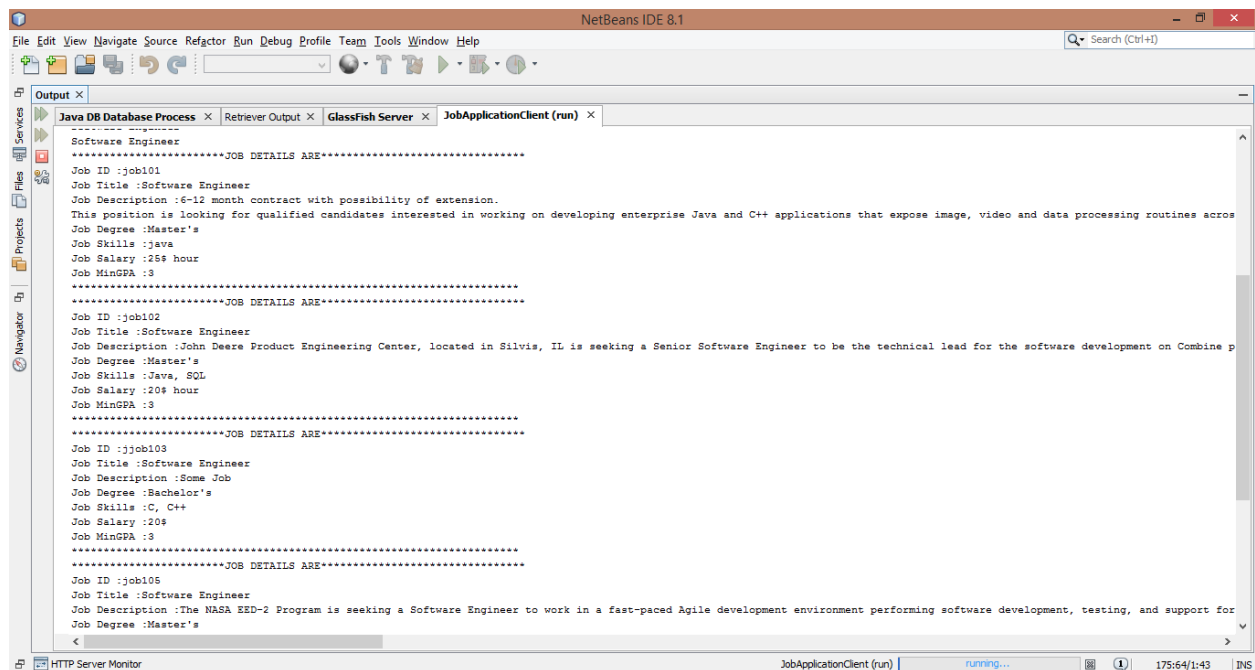 NetBeans IDE 8.1
File Edit View Navigate Source Refactor Run Debug Profile Team Tools Window Help
Search (Ctrl+I)
Output
Java DB Database Process Retriever Output GlassFish Server JobApplicationClient (run)
Services
Files
Projects
Navigator
Software Engineer
************************JOB DETAILS ARE********************************
Job ID :job101
Job Title :Software Engineer
Job Description :6-12 month contract with possibility of extension.
This position is looking for qualified candidates interested in working on developing enterprise Java and C++ applications that expose image, video and data processing routines acros
Job Degree :Master's
Job Skills :java
Job Salary :25$ hour
Job MinGPA :3
**********************************************************************
************************JOB DETAILS ARE********************************
Job ID :job102
Job Title :Software Engineer
Job Description :John Deere Product Engineering Center, located in Silvis, IL is seeking a Senior Software Engineer to be the technical lead for the software development on Combine p
Job Degree :Master's
Job Skills :Java, SQL
Job Salary :20$ hour
Job MinGPA :3
**********************************************************************
************************JOB DETAILS ARE********************************
Job ID :jjob103
Job Title :Software Engineer
Job Description :Some Job
Job Degree :Bachelor's
Job Skills :C, C++
Job Salary :20$
Job MinGPA :3
**********************************************************************
************************JOB DETAILS ARE********************************
Job ID :job105
Job Title :Software Engineer
Job Description :The NASA EED-2 Program is seeking a Software Engineer to work in a fast-paced Agile development environment performing software development, testing, and support for
Job Degree :Master's
HTTP Server Monitor
JobApplicationClient (run) running... 1 175:64/1:43 INS